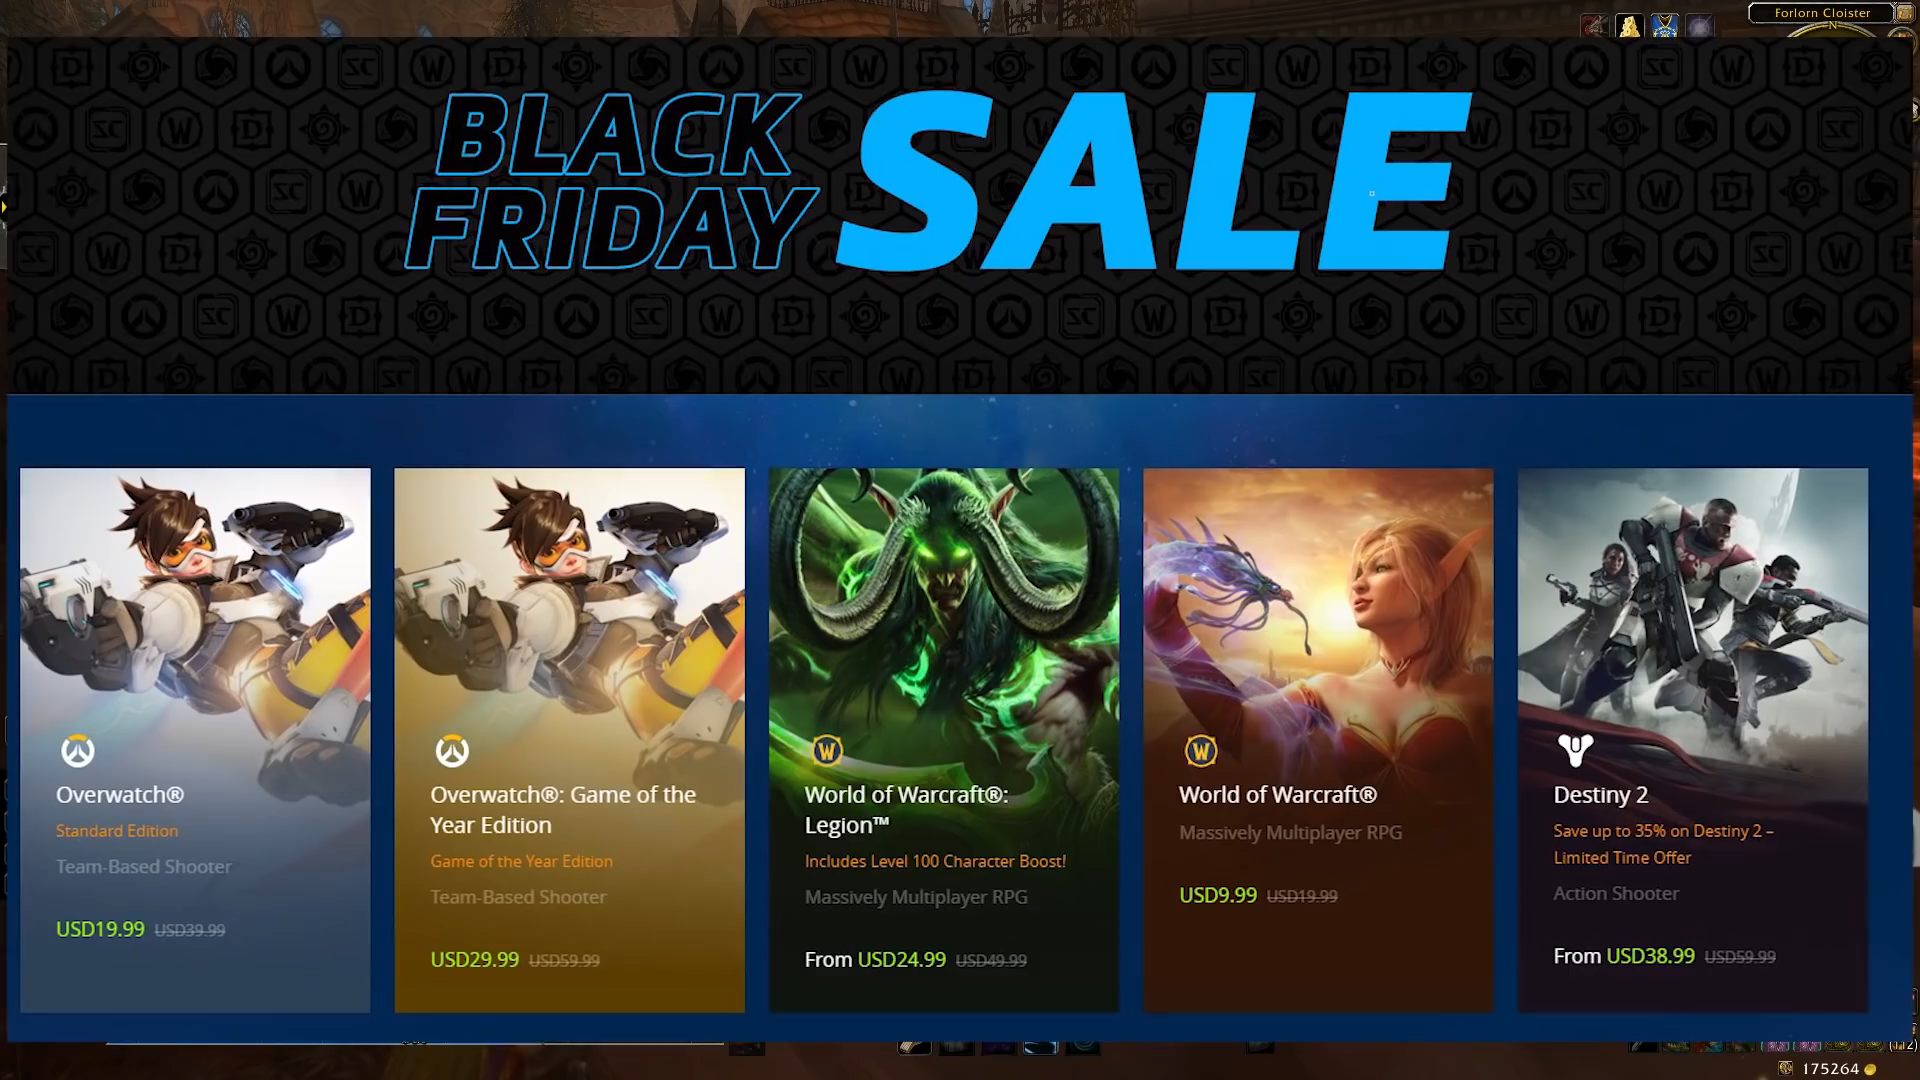 Forlorn Cloister
N
BLACK
FRIDAY
SALE
Overwatch®
Standard Edition
Team-Based Shooter
USD19.99 USD39.99
Overwatch®: Game of the
Year Edition
Game of the Year Edition
Team-Based Shooter
USD29.99 USD59.99
World of Warcraft®:
Legion™
Includes Level 100 Character Boost!
Massively Multiplayer RPG
From USD24.99 USD49.99
World of Warcraft®
Massively Multiplayer RPG
USD9.99 USD19.99
Destiny 2
Save up to 35% on Destiny 2 –
Limited Time Offer
Action Shooter
From USD38.99 USD59.99
175264